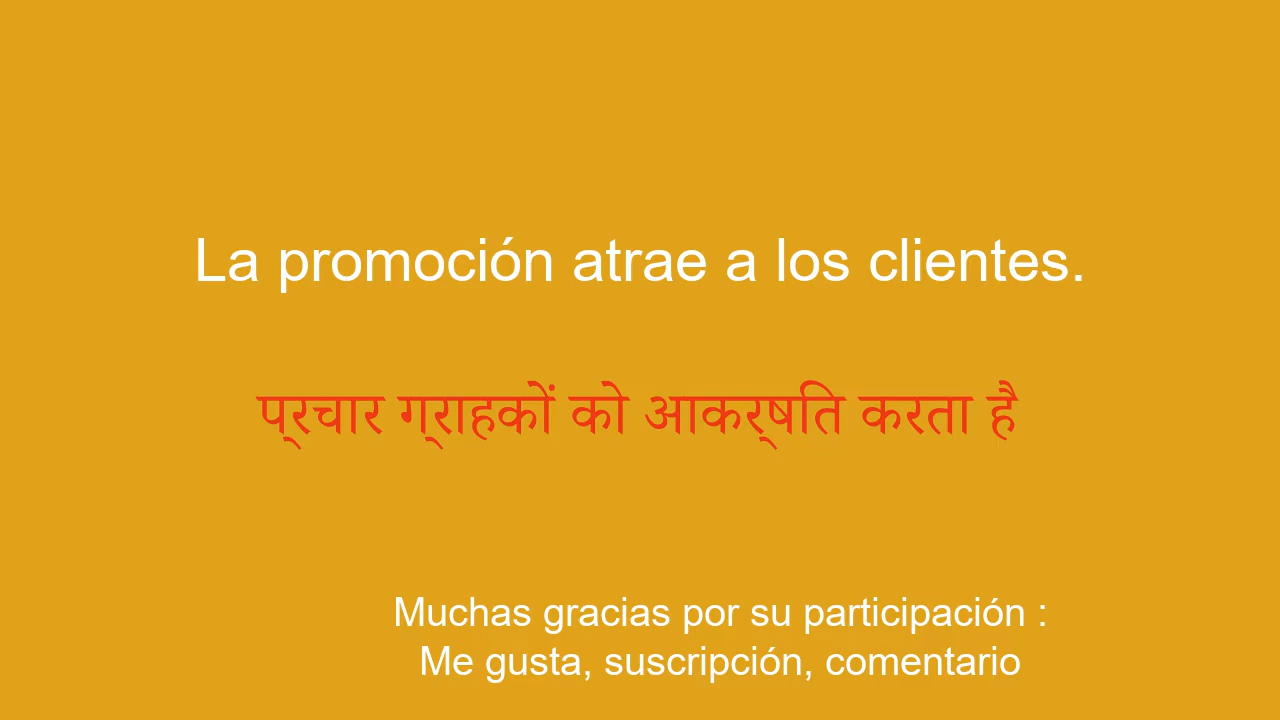 La promoción atrae a los clientes.
प्रचार ग्राहकों को आकर्षति करता है
Muchas gracias por su participación :
Me gusta, suscripción, comentario